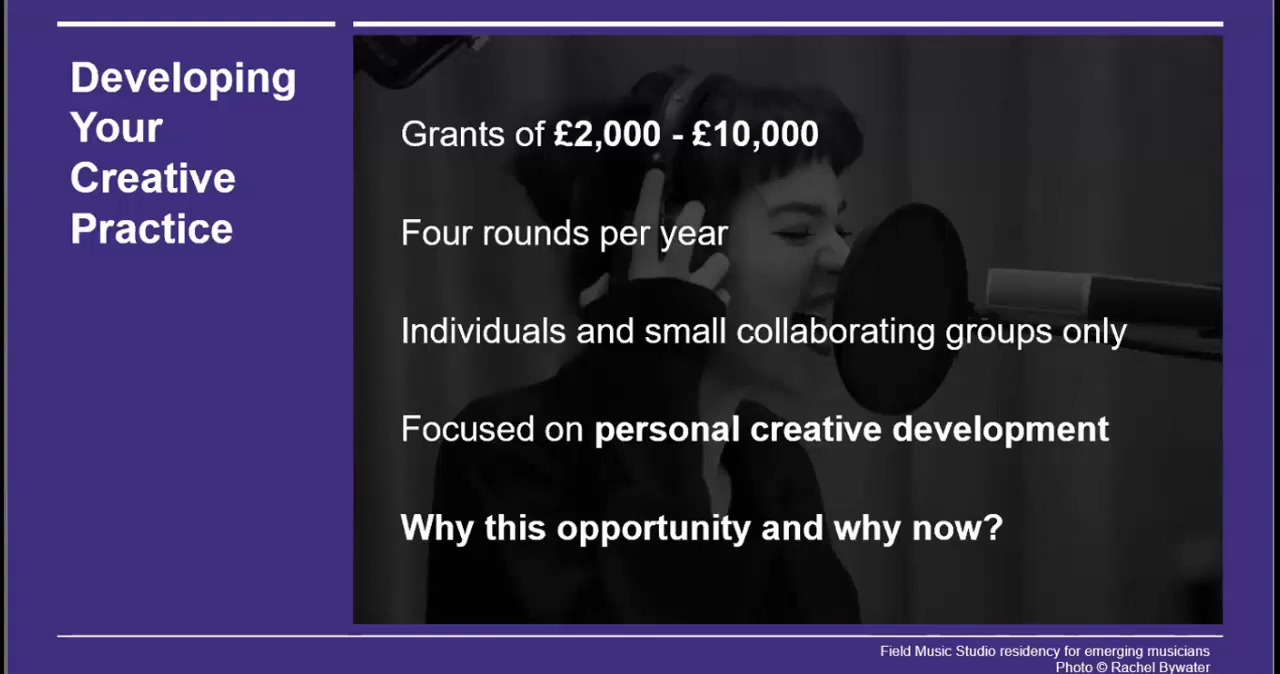 Developing
Your
Creative
Practice
Grants of £2,000 - £10,000
Four rounds per year
Individuals and small collaborating groups only
Focused on personal creative development
Why this opportunity and why now?
Field Music Studio residency for emerging musicians
Photo © Rachel Bywater